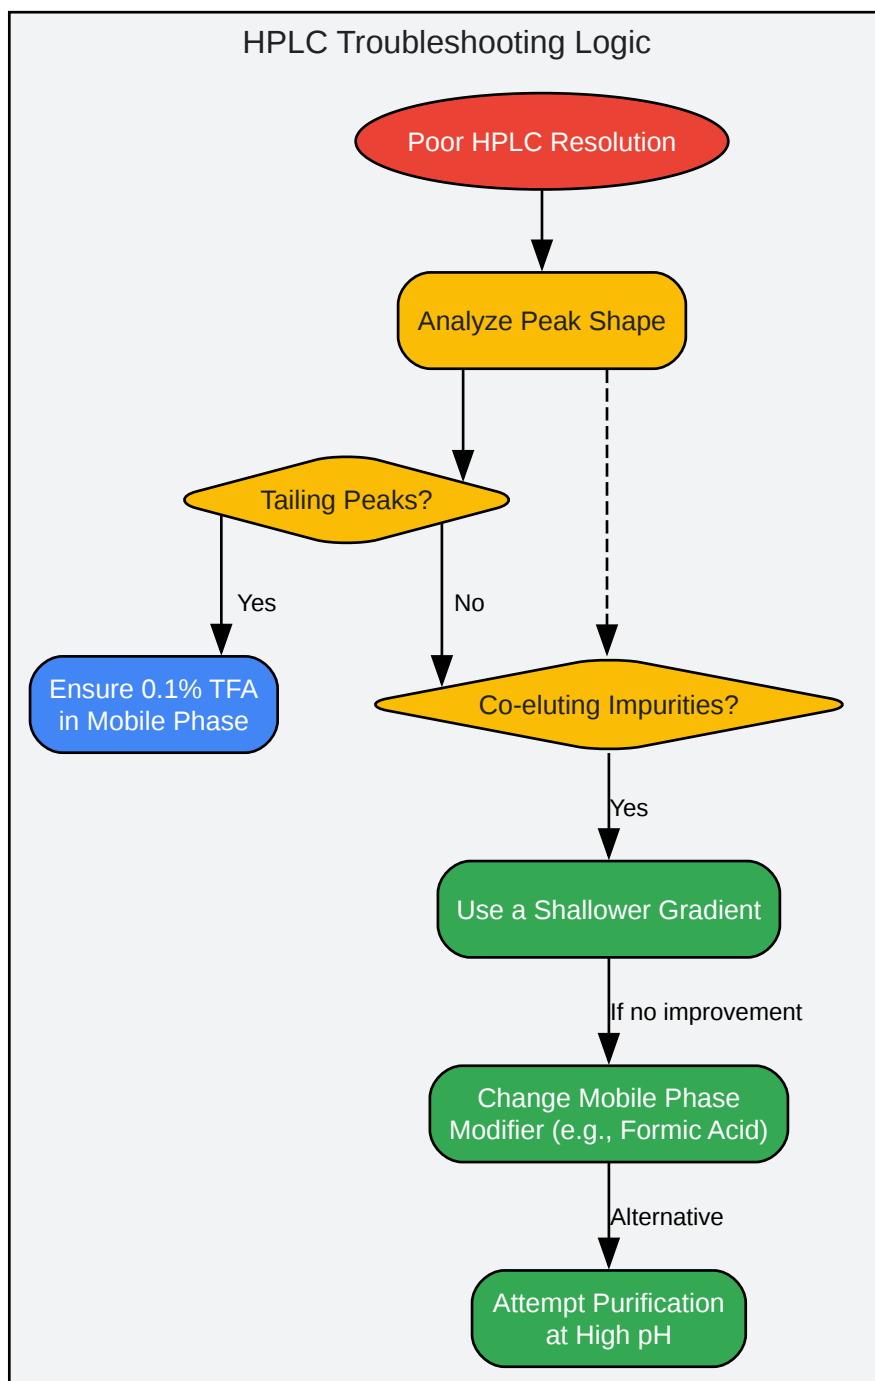 HPLC Troubleshooting Logic
Poor HPLC Resolution
Analyze Peak Shape
Tailing Peaks?
Yes
No
Ensure 0.1% TFA
in Mobile Phase
Co-eluting Impurities?
Yes
Use a Shallower Gradient
If no improvement
Change Mobile Phase
Modifier (e.g., Formic Acid)
Alternative
Attempt Purification
at High pH